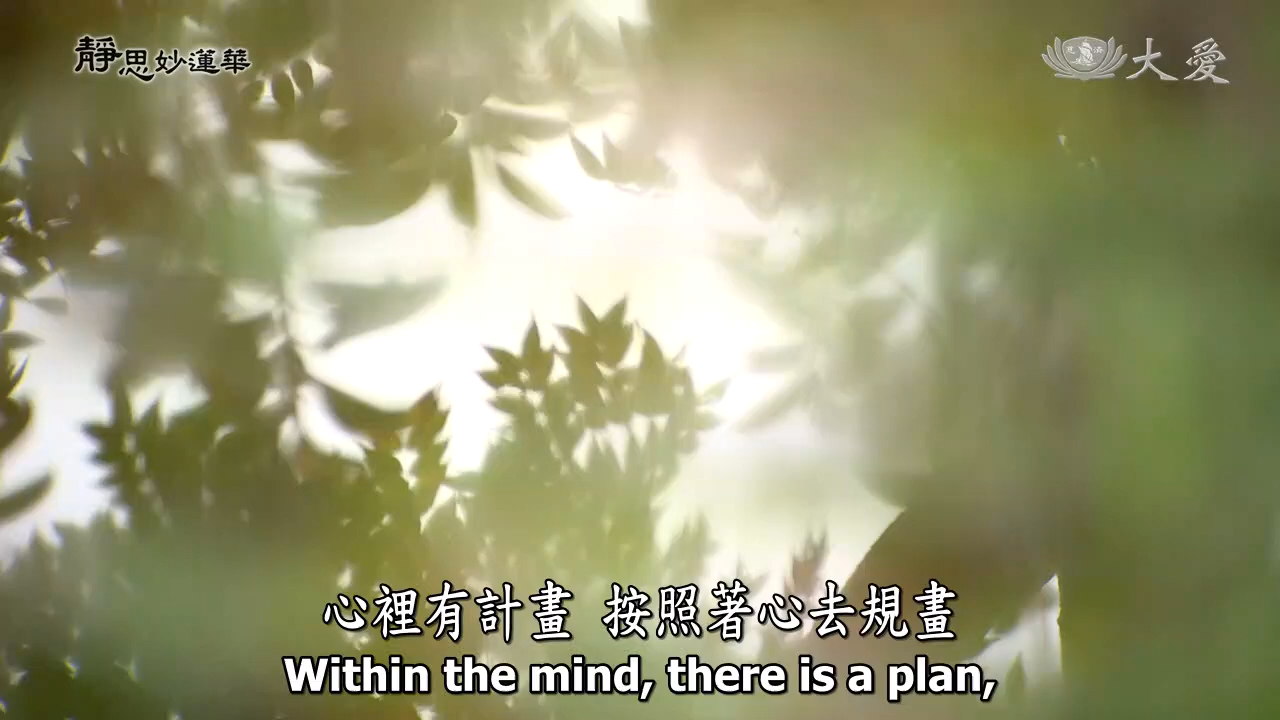 靜思妙蓮華
大愛
心裡有計畫 按照著心去規畫
Within the mind, there is a plan,